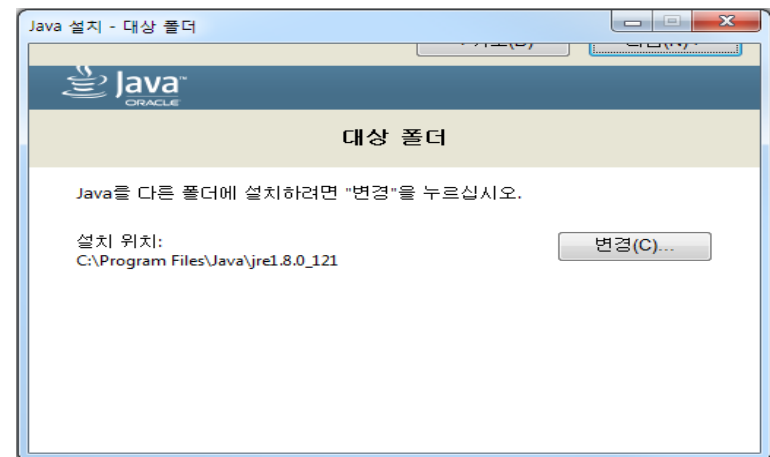 Java 설치 - 대상 폴더
Java™
ORACLE
대상 폴더
Java를 다른 폴더에 설치하려면 "변경"을 누르십시오.
설치 위치:
변경(C)...
C:\Program Files\Java\jre1.8.0_121